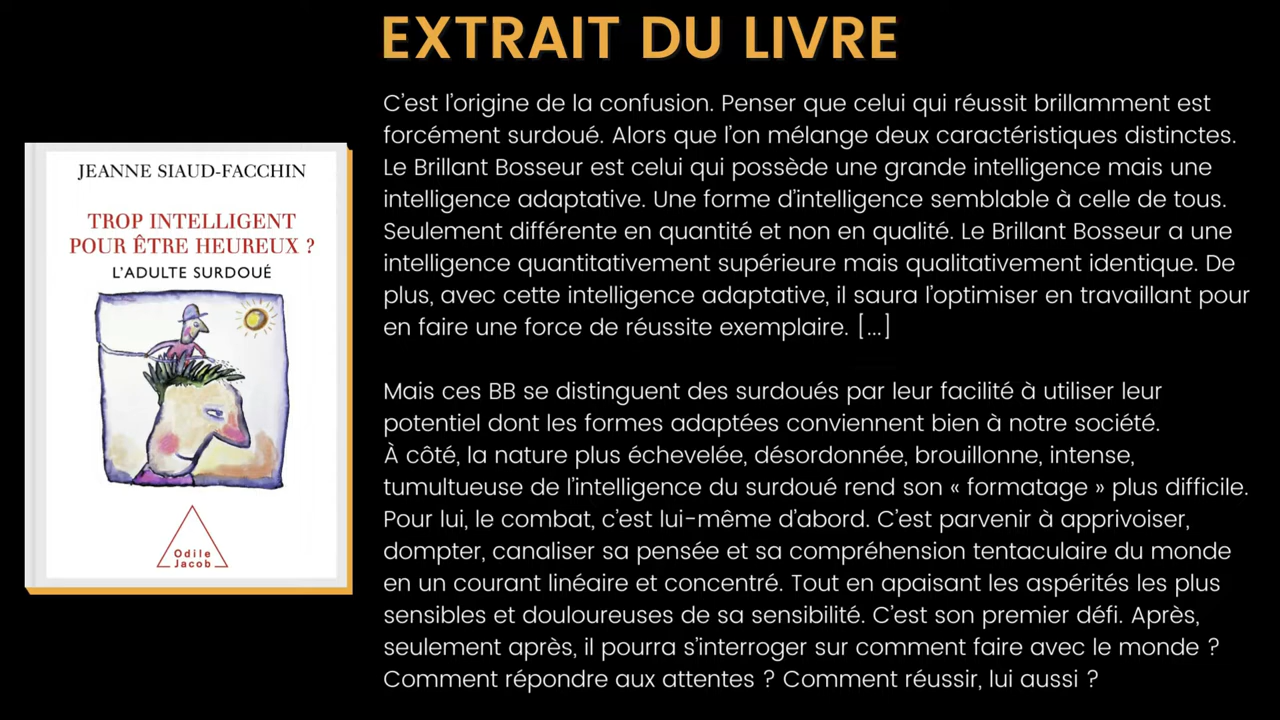 EXTRAIT DU LIVRE
JEANNE SIAUD-FACCHIN
TROP INTELLIGENT
POUR ÊTRE HEUREUX ?
L'ADULTE SURDOUÉ
Odile
Jacob
C'est l'origine de la confusion. Penser que celui qui réussit brillamment est
forcément surdoué. Alors que l'on mélange deux caractéristiques distinctes.
Le Brillant Bosseur est celui qui possède une grande intelligence mais une
intelligence adaptative. Une forme d'intelligence semblable à celle de tous.
Seulement différente en quantité et non en qualité. Le Brillant Bosseur a une
intelligence quantitativement supérieure mais qualitativement identique. De
plus, avec cette intelligence adaptative, il saura l'optimiser en travaillant pour
en faire une force de réussite exemplaire. [...]
Mais ces BB se distinguent des surdoués par leur facilité à utiliser leur
potentiel dont les formes adaptées conviennent bien à notre société.
À côté, la nature plus échevelée, désordonnée, brouillonne, intense,
tumultueuse de l'intelligence du surdoué rend son « formatage » plus difficile.
Pour lui, le combat, c'est lui-même d'abord. C'est parvenir à apprivoiser,
dompter, canaliser sa pensée et sa compréhension tentaculaire du monde
en un courant linéaire et concentré. Tout en apaisant les aspérités les plus
sensibles et douloureuses de sa sensibilité. C'est son premier défi. Après,
seulement après, il pourra s'interroger sur comment faire avec le monde ?
Comment répondre aux attentes ? Comment réussir, lui aussi ?